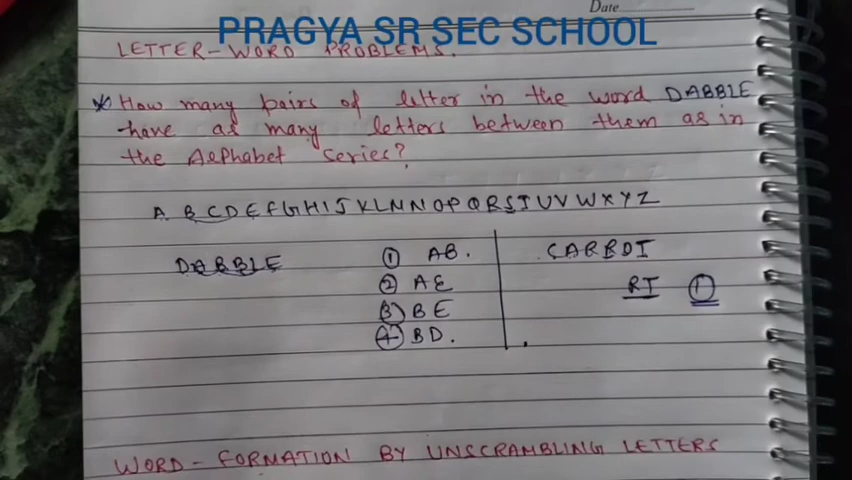 Date
PRAGYA SR SEC SCHOOL
LETTER-WORD PROBLEMS.
How many pairs of letter in the word DABBLE
have as many letters between them as in
the Alphabet series?
A B C D E F G H I J K L N N O P Q R S T U V W X Y Z
DABBLE
① AB.
② AE
③ BE
④ BD.
CARBDI
RT ①
WORD - FORMATION BY UNSCRAMBLING LETTERS